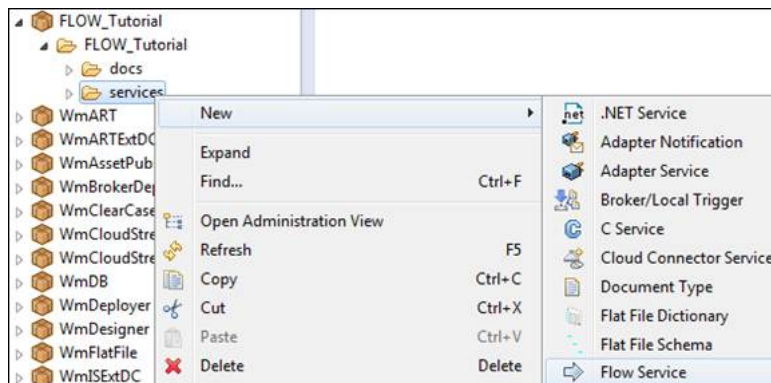 FLOW_Tutorial
FLOW_Tutorial
docs
services
WmART
WmARTExtDC
WmAssetPub
WmBrokerDep
WmClearCase
WmCloudStre
WmCloudStre
WmDB
WmDeployer
WmDesigner
WmFlatFile
WmISExtDC
New
Expand
Find... Ctrl+F
Open Administration View
Refresh F5
Copy Ctrl+C
Cut Ctrl+X
Paste Ctrl+V
Delete Delete
.net .NET Service
Adapter Notification
Adapter Service
Broker/Local Trigger
C Service
Cloud Connector Service
Document Type
Flat File Dictionary
Flat File Schema
Flow Service